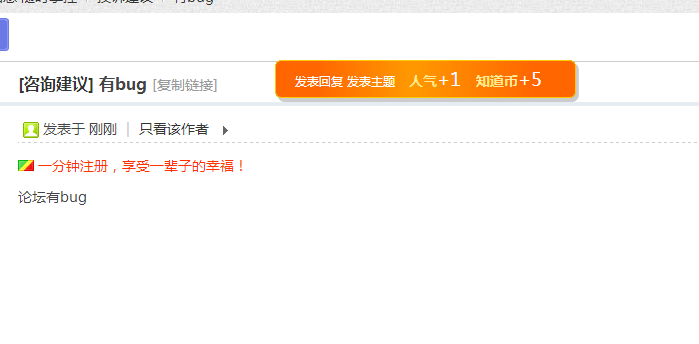 有bug
[咨询建议] 有bug [复制链接]
发表回复 发表主题 人气+1 知道币+5
发表于 刚刚 | 只看该作者
一分钟注册，享受一辈子的幸福！
论坛有bug